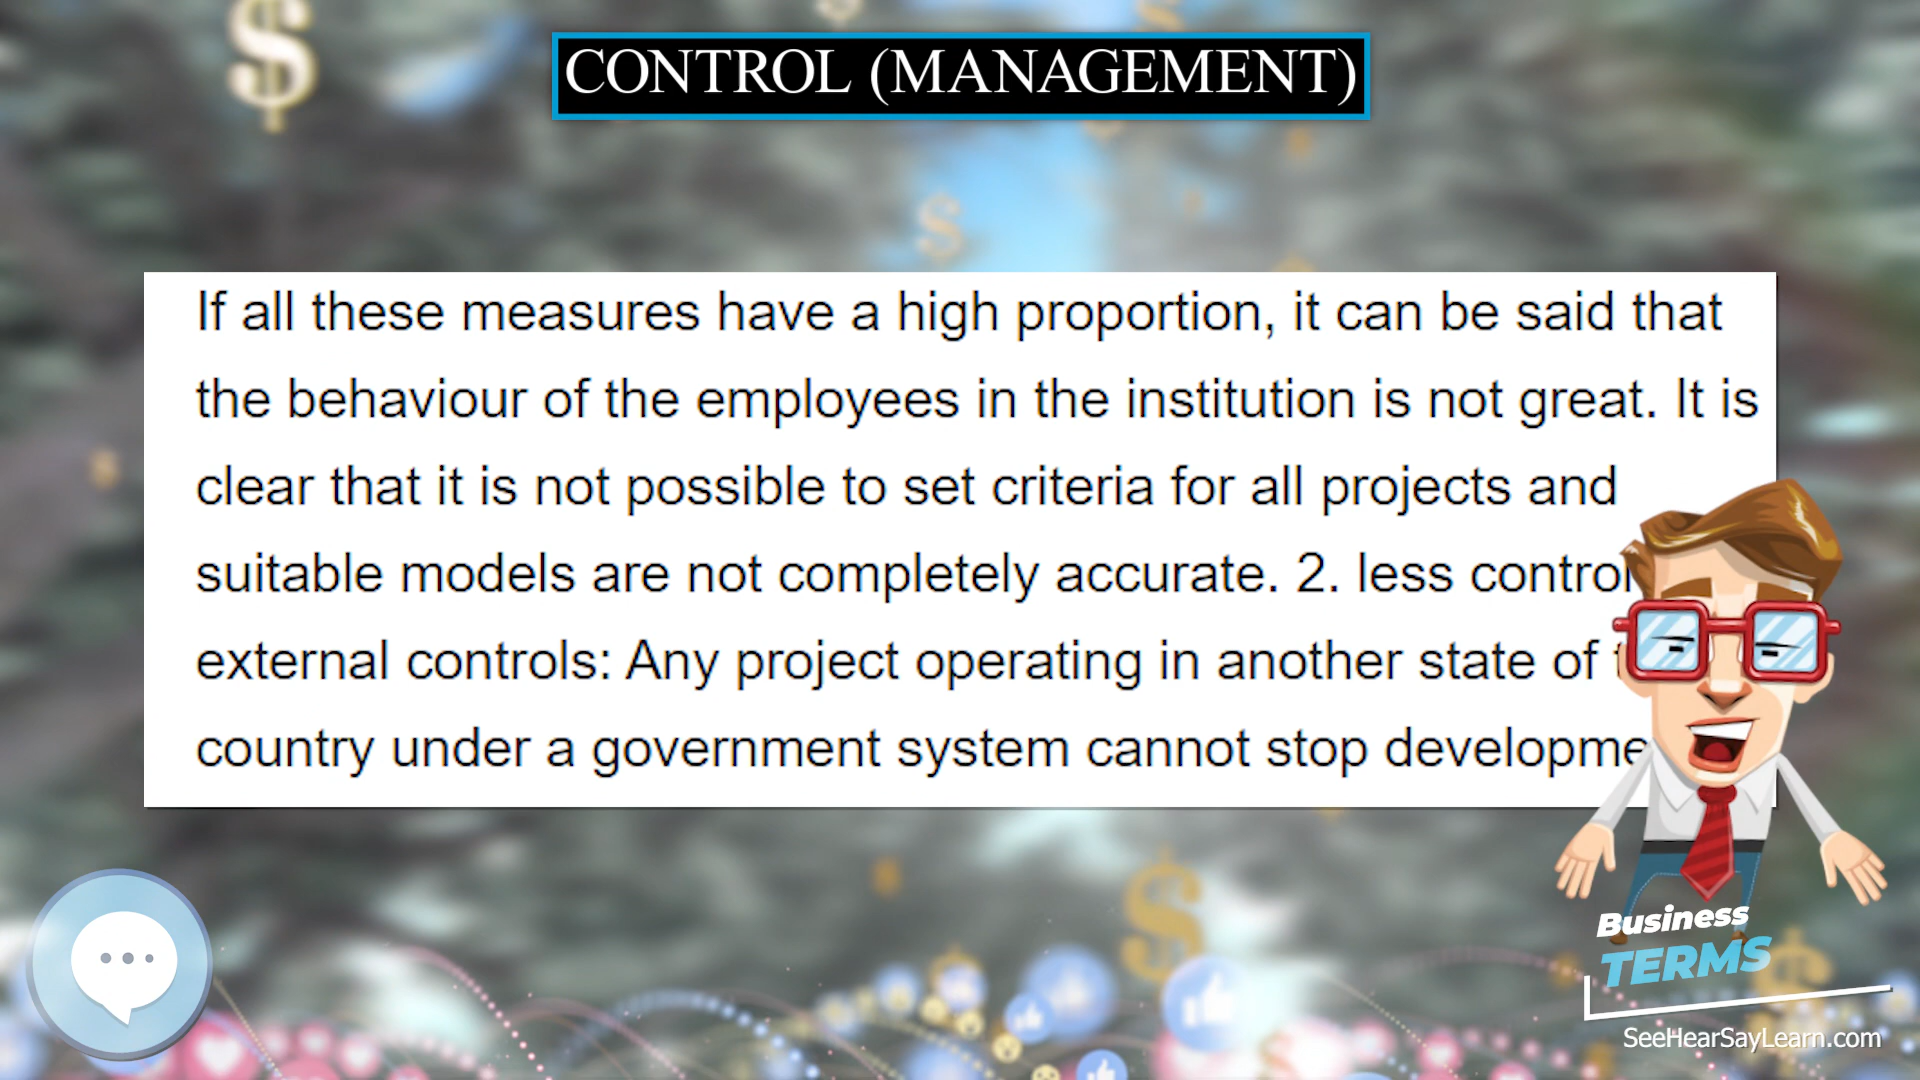 CONTROL (MANAGEMENT)
If all these measures have a high proportion, it can be said that
the behaviour of the employees in the institution is not great. It is
clear that it is not possible to set criteria for all projects and
suitable models are not completely accurate. 2. less control
external controls: Any project operating in another state of
country under a government system cannot stop
Business
TERMS
SeeHearSayLearn.com